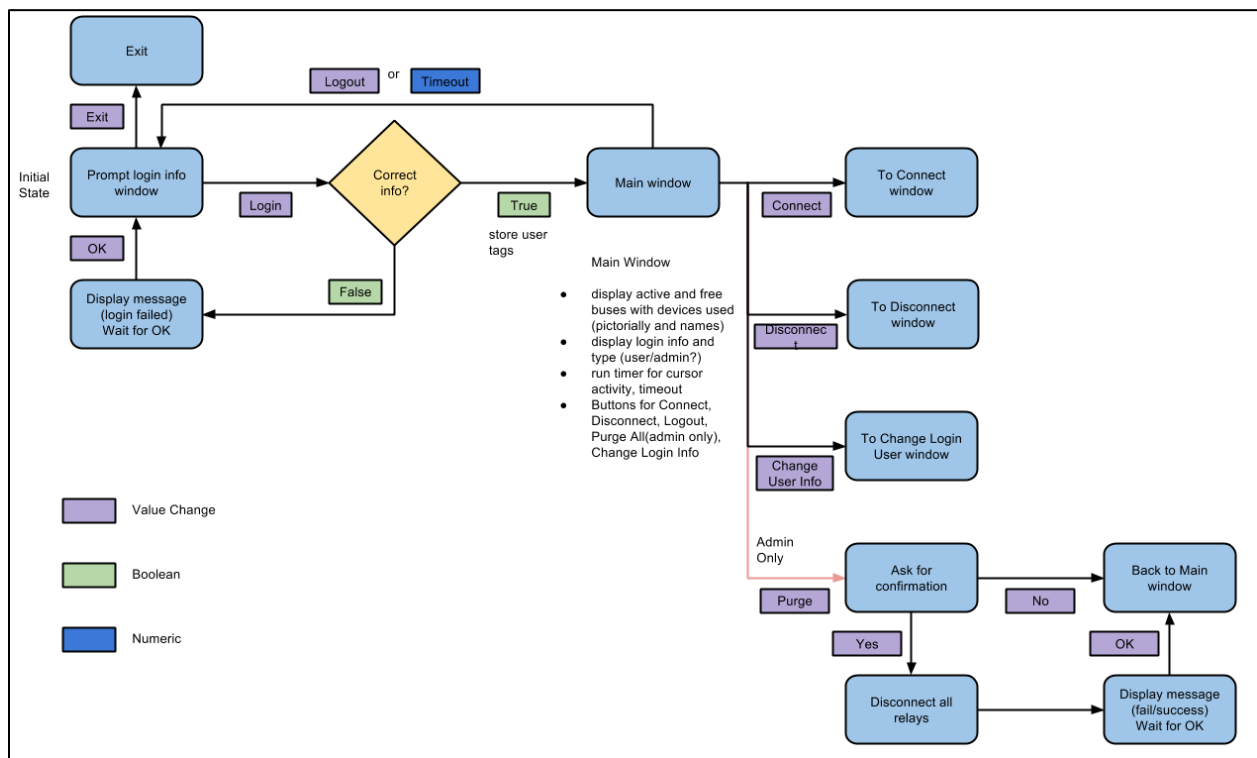 Exit
Exit
Logout
or
Timeout
Initial
State
Prompt login info
window
Login
Correct
info?
True
store user
tags
Main window
Connect
To Connect
window
OK
Display message
(login failed)
Wait for OK
False
Main Window
● display active and free
buses with devices used
(pictorially and names)
● display login info and
type (user/admin?)
● run timer for cursor
activity, timeout
● Buttons for Connect,
Disconnect, Logout,
Purge All(admin only),
Change Login Info
Disconnec
t
To Disconnect
window
Change
User Info
To Change Login
User window
Value Change
Boolean
Numeric
Admin
Only
Purge
Ask for
confirmation
No
Back to Main
window
Yes
OK
Disconnect all
relays
Display message
(fail/success)
Wait for OK